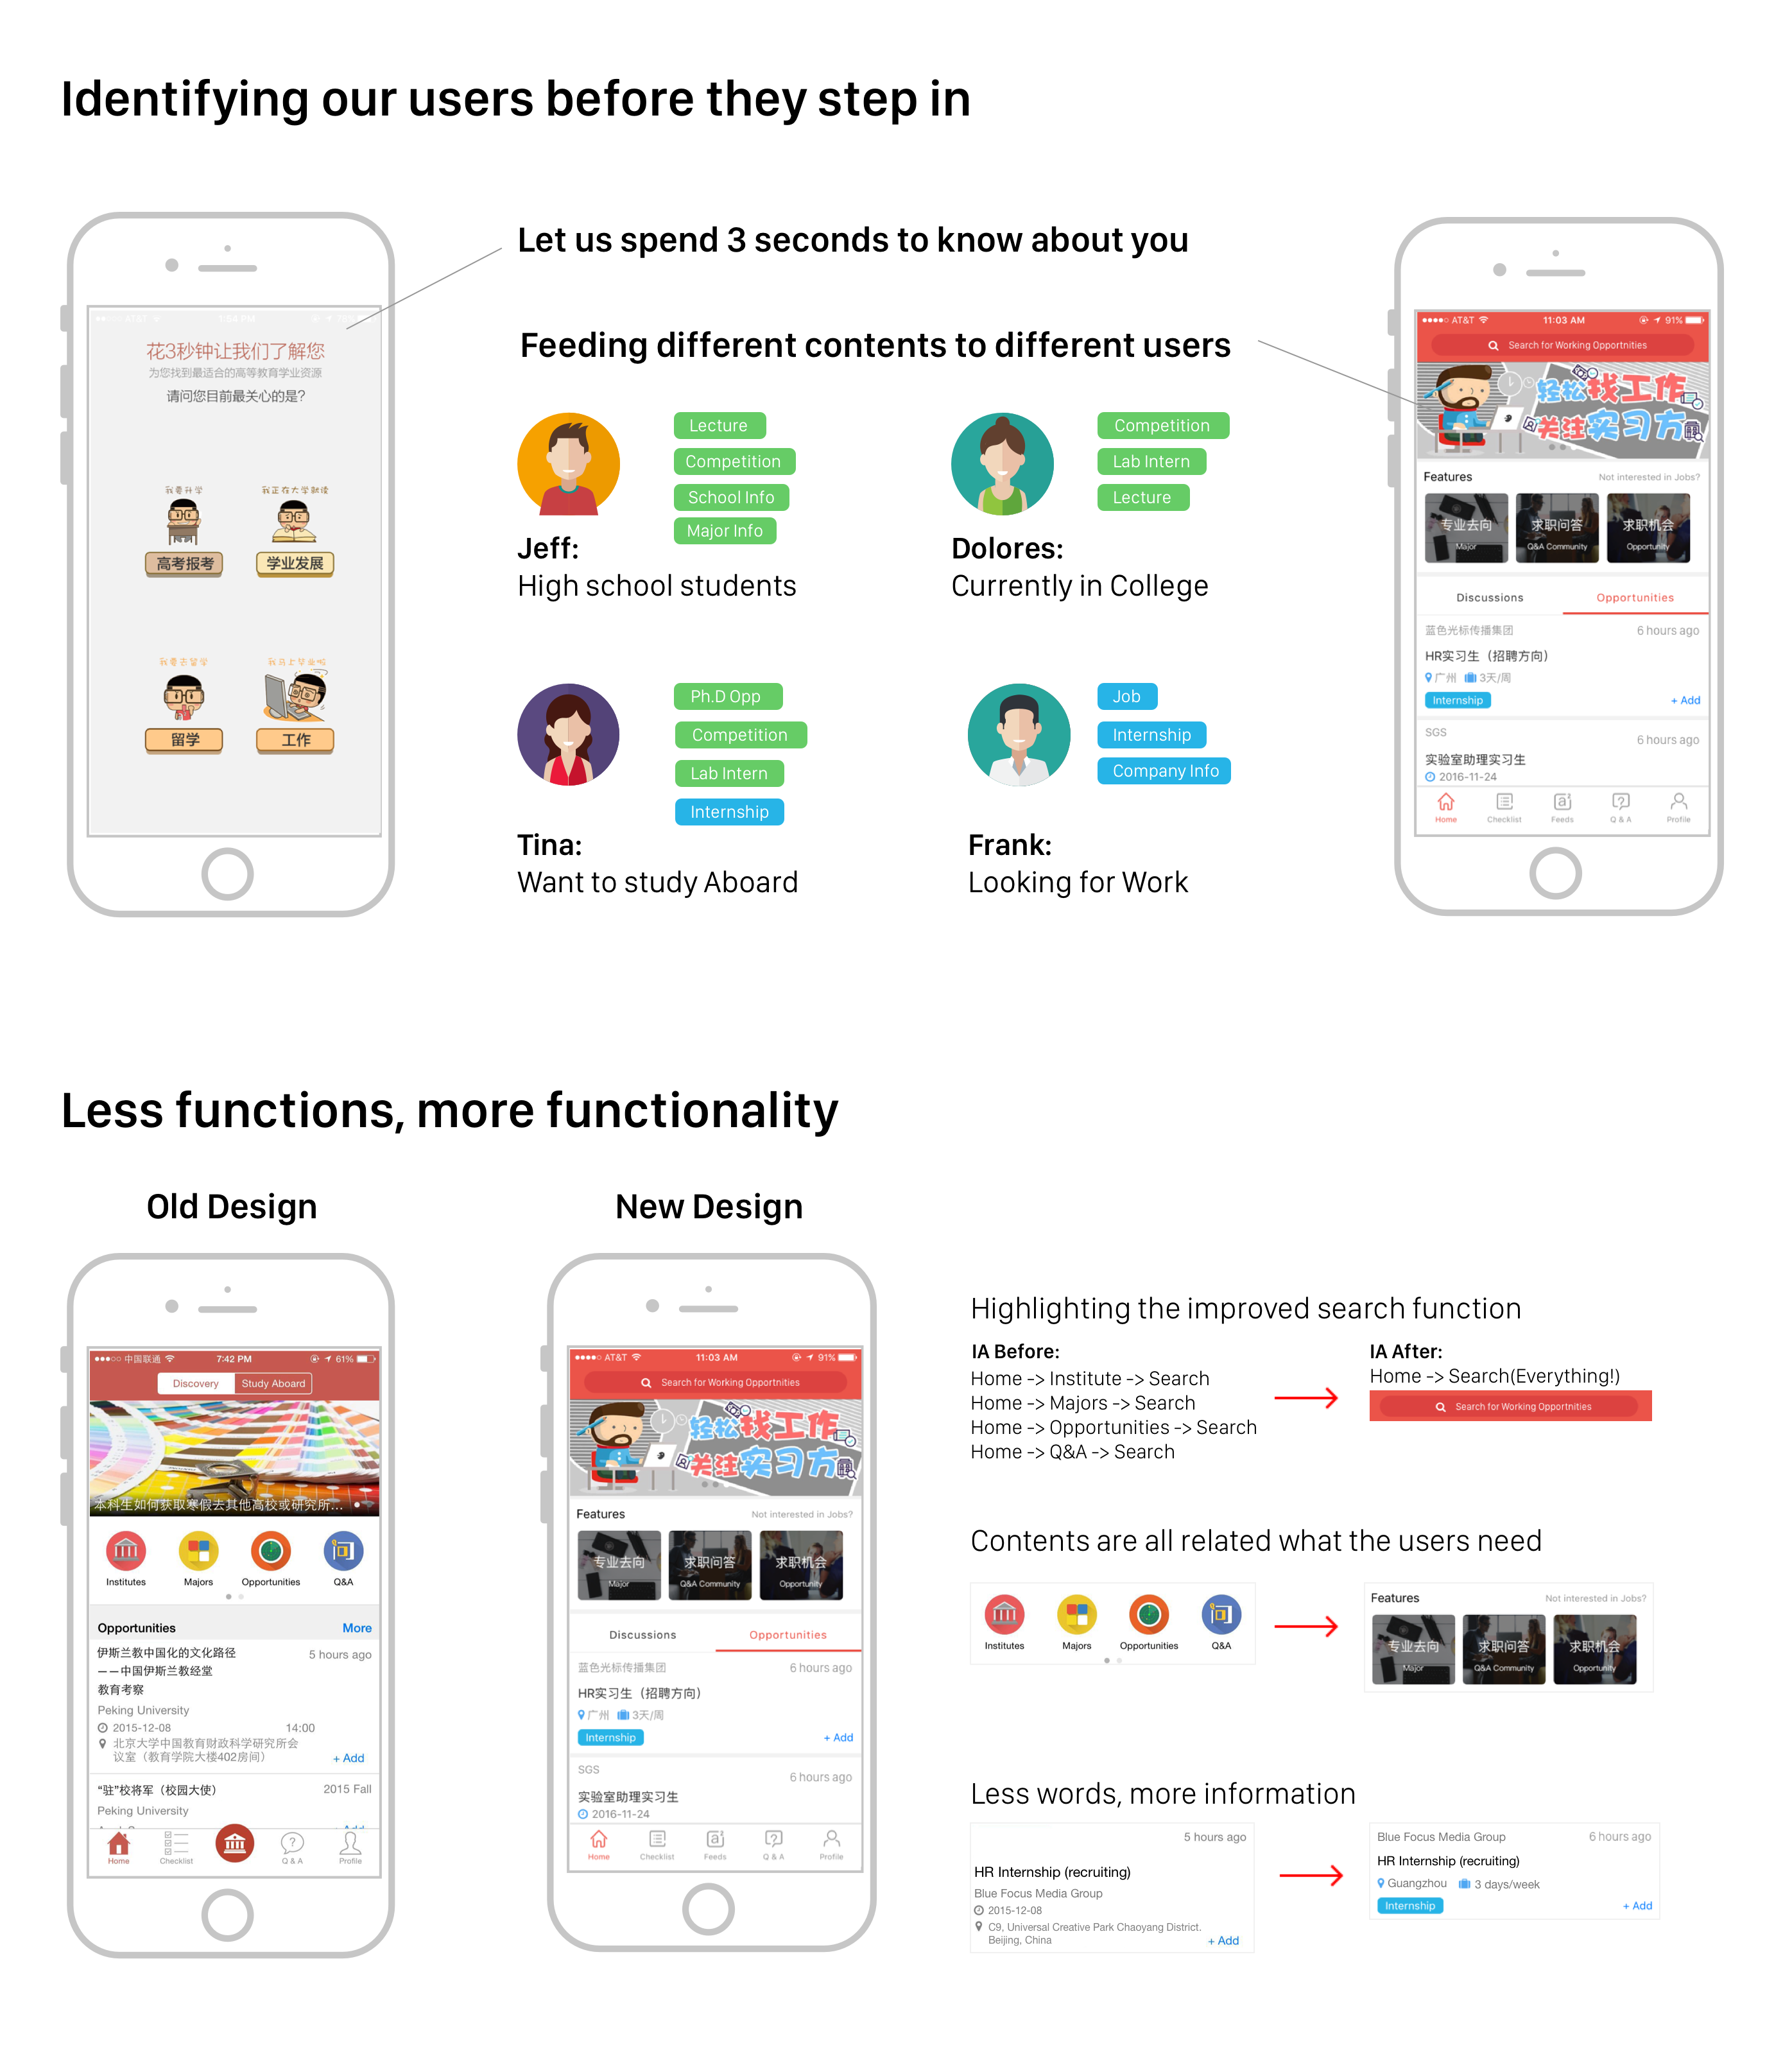 Identifying our users before they step in
Let us spend 3 seconds to know about you
Feeding different contents to different users
AT&T
1:54 PM
花3秒钟让我们了解您
为您找到最适合的高等教育学业资源
请问您目前最关心的是?
我要升学
我正在大学就读
高考报考
学业发展
我要去留学
我马上毕业啦
留学
工作
Lecture
Competition
School Info
Major Info
Jeff:
High school students
Competition
Lab Intern
Lecture
Dolores:
Currently in College
Ph.D Opp
Competition
Lab Intern
Internship
Tina:
Want to study Aboard
Job
Internship
Company Info
Frank:
Looking for Work
AT&T
11:03 AM
91%
Search for Working Opportnities
轻松找工作
关注实习方
Features
Not interested in Jobs?
专业去向
Major
求职问答
Q&A Community
求职机会
Opportunity
Discussions
Opportunities
蓝色光标传播集团
6 hours ago
HR实习生（招聘方向）
广州
3天/周
Internship
+ Add
SGS
6 hours ago
实验室助理实习生
2016-11-24
Home
Checklist
Feeds
Q & A
Profile
Less functions, more functionality
Old Design
New Design
中国联通
7:42 PM
61%
Discovery
Study Aboard
本科生如何获取寒假去其他高校或研究所...
Institutes
Majors
Opportunities
Q&A
Opportunities
More
伊斯兰教中国化的文化路径
5 hours ago
——中国伊斯兰教经堂
教育考察
Peking University
2015-12-08
14:00
北京大学中国教育财政科学研究所会
议室（教育学院大楼402房间）
+ Add
“驻”校将军（校园大使）
2015 Fall
Peking University
Home
Checklist
Q & A
Profile
AT&T
11:03 AM
91%
Search for Working Opportnities
轻松找工作
关注实习方
Features
Not interested in Jobs?
专业去向
Major
求职问答
Q&A Community
求职机会
Opportunity
Discussions
Opportunities
蓝色光标传播集团
6 hours ago
HR实习生（招聘方向）
广州
3天/周
Internship
+ Add
SGS
6 hours ago
实验室助理实习生
2016-11-24
Home
Checklist
Feeds
Q & A
Profile
Highlighting the improved search function
IA Before:
Home -> Institute -> Search
Home -> Majors -> Search
Home -> Opportunities -> Search
Home -> Q&A -> Search
IA After:
Home -> Search(Everything!)
Search for Working Opportnities
Contents are all related what the users need
Institutes
Majors
Opportunities
Q&A
Features
Not interested in Jobs?
专业去向
Major
求职问答
Q&A Community
求职机会
Opportunity
Less words, more information
5 hours ago
HR Internship (recruiting)
Blue Focus Media Group
2015-12-08
C9, Universal Creative Park Chaoyang District.
Beijing, China
+ Add
Blue Focus Media Group
6 hours ago
HR Internship (recruiting)
Guangzhou
3 days/week
Internship
+ Add